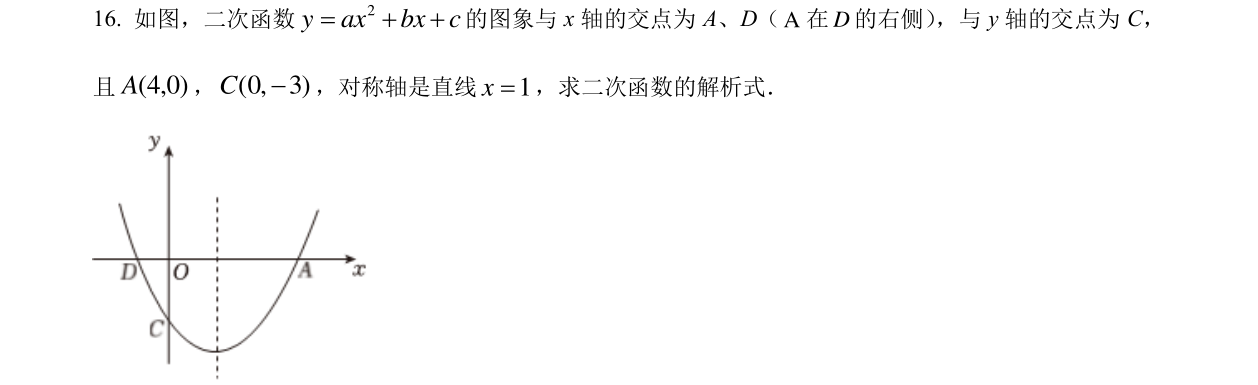 16. 如图，二次函数 y = ax² + bx + c 的图象与 x 轴的交点为 A、D（ A 在 D 的右侧），与 y 轴的交点为 C，
且 A(4,0)，C(0, −3)，对称轴是直线 x = 1，求二次函数的解析式．
y
D O A x
C